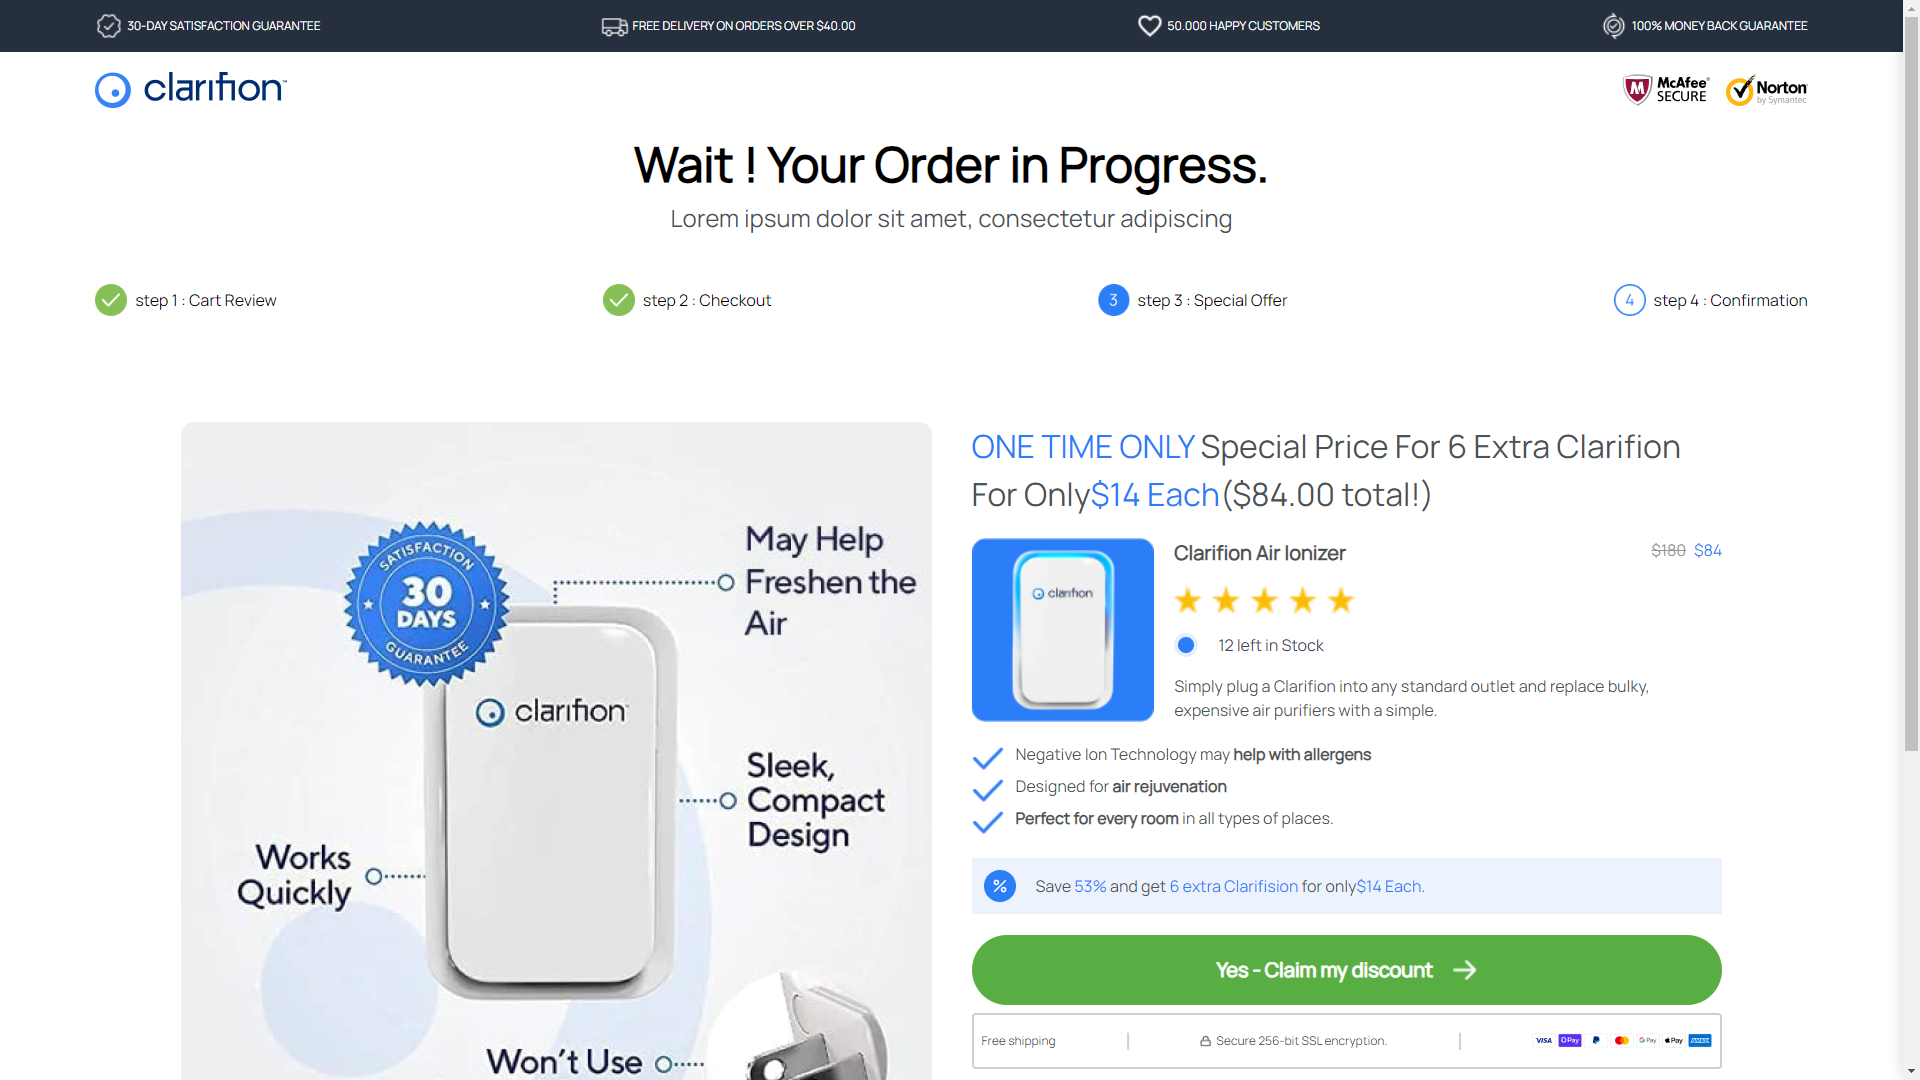 30-DAY SATISFACTION GUARANTEE
FREE DELIVERY ON ORDERS OVER $40.00
50.000 HAPPY CUSTOMERS
100% MONEY BACK GUARANTEE
clarifion™
McAfee®
SECURE
Norton
by Symantec
Wait ! Your Order in Progress.
Lorem ipsum dolor sit amet, consectetur adipiscing
step 1 : Cart Review
step 2 : Checkout
3
step 3 : Special Offer
4
step 4 : Confirmation
SATISFACTION
30
DAYS
GUARANTEE
May Help
Freshen the
Air
clarifion
Sleek,
Compact
Design
Works
Quickly
Won't Use
ONE TIME ONLY Special Price For 6 Extra Clarifion
For Only$14 Each($84.00 total!)
clarifion
Clarifion Air Ionizer
$180 $84
12 left in Stock
Simply plug a Clarifion into any standard outlet and replace bulky,
expensive air purifiers with a simple.
Negative Ion Technology may help with allergens
Designed for air rejuvenation
Perfect for every room in all types of places.
% Save 53% and get 6 extra Clarifision for only$14 Each.
Yes - Claim my discount
Free shipping
Secure 256-bit SSL encryption.
VISA
Pay
G Pay
Pay
AMEX